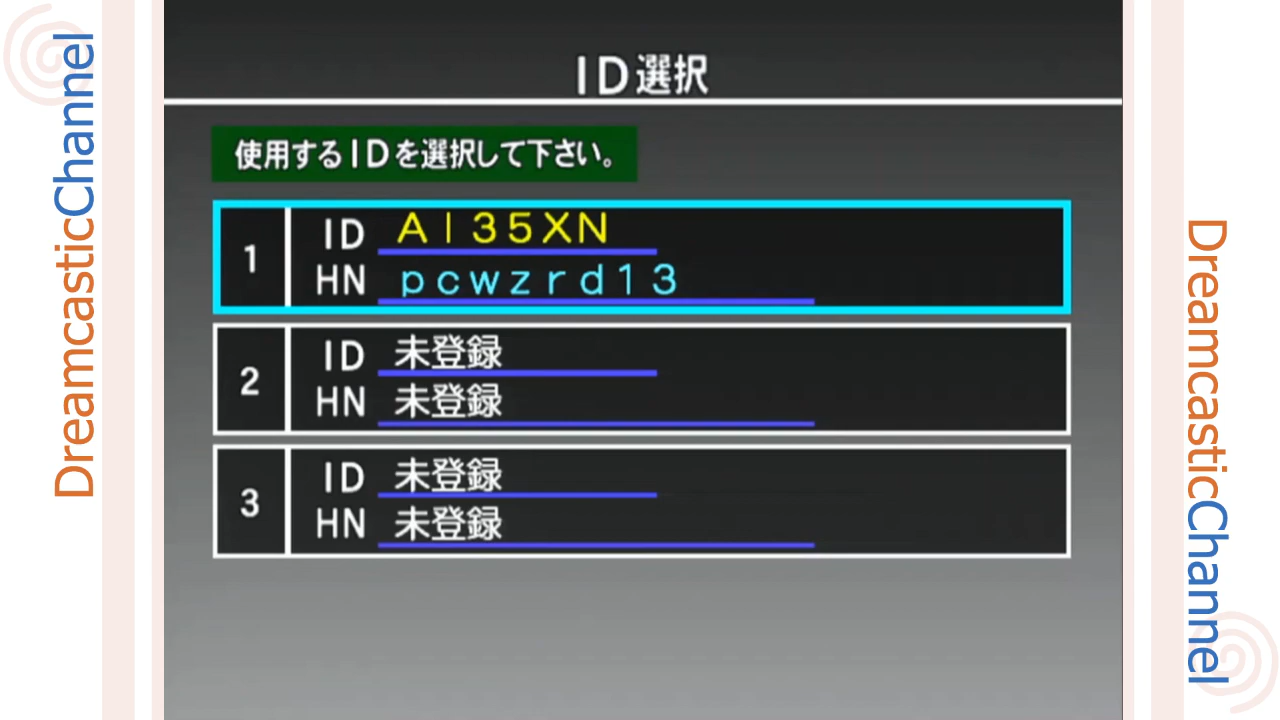 DreamcasticChannel
ID選択
使用するIDを選択して下さい。
1
ID AI35XN
HN pcwzrd13
2
ID 未登録
HN 未登録
3
ID 未登録
HN 未登録
DreamcasticChannel